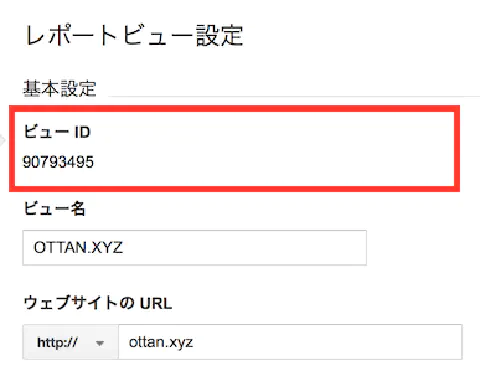 レポートビュー設定
基本設定
ビュー ID
90793495
ビュー名
OTTAN.XYZ
ウェブサイトの URL
http:// ottan.xyz